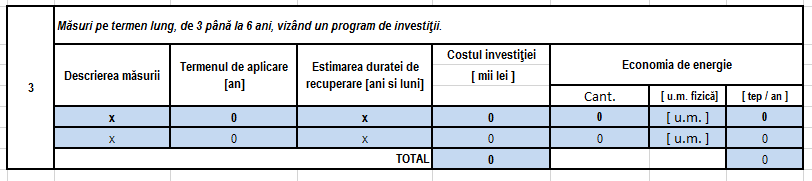 Măsuri pe termen lung, de 3 până la 6 ani, vizând un program de investiţii.
3
Descrierea măsurii
Termenul de aplicare
[an]
Estimarea duratei de
recuperare [ani si luni]
Costul investiţiei
[ mii lei ]
Economia de energie
Cant.
[ u.m. fizică]
[ tep / an ]
x 0 x 0 0 [ u.m. ] 0
x 0 x 0 0 [ u.m. ] 0
TOTAL 0 0